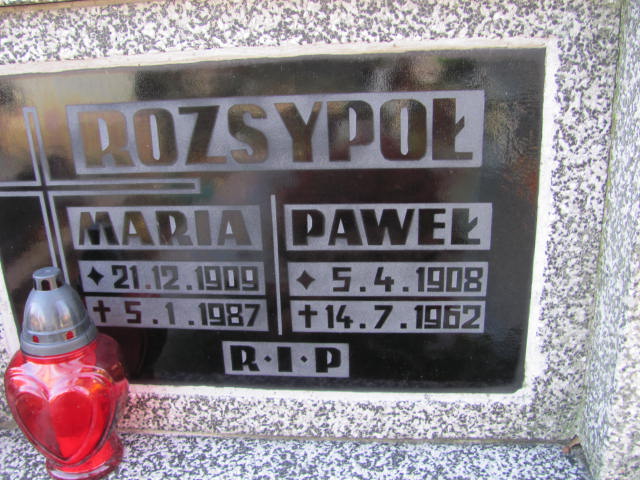 ROZSYPOŁ
MARIA
✦ 21.12.1909
✝ 5.1.1987
PAWEŁ
✦ 5.4.1908
✝ 14.7.1962
R·I·P